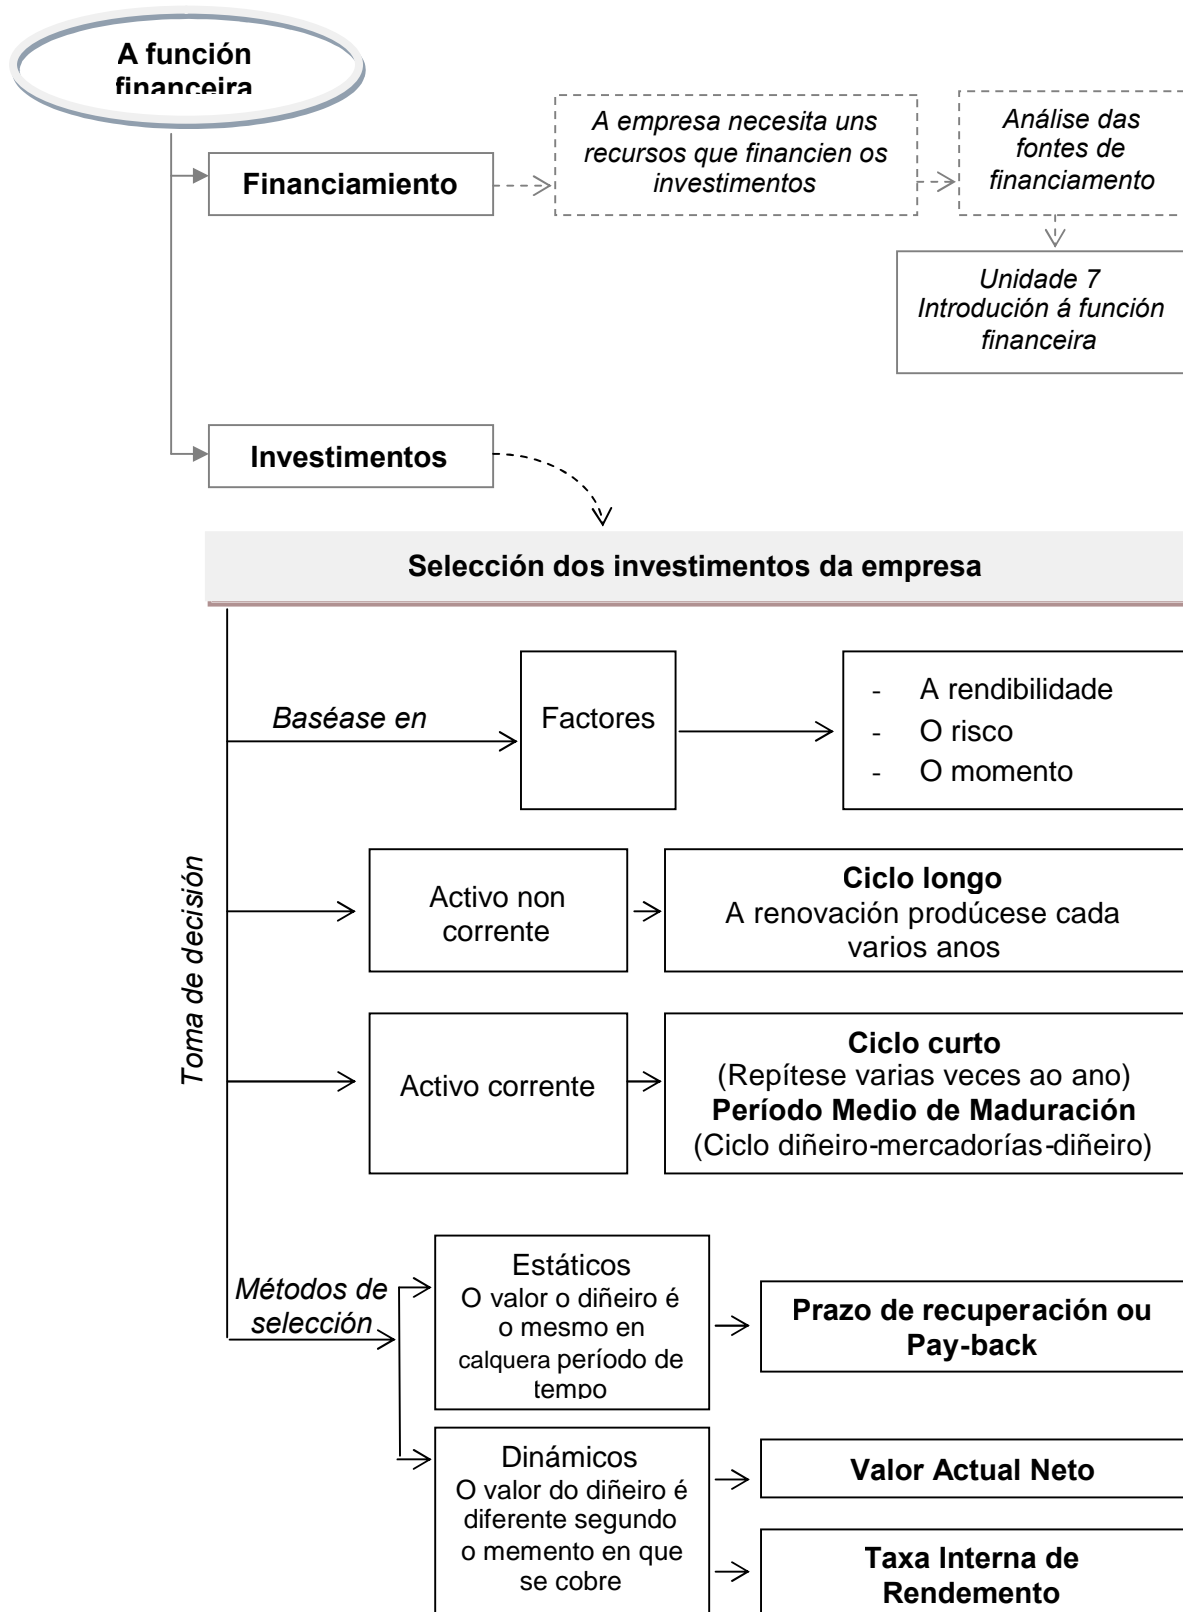 A función
financeira
Financiamiento
A empresa necesita uns
recursos que financien os
investimentos
Análise das
fontes de
financiamento
Unidade 7
Introdución á función
financeira
Investimentos
Selección dos investimentos da empresa
Toma de decisión
Baséase en
Factores
- A rendibilidade
- O risco
- O momento
Activo non
corrente
Ciclo longo
A renovación prodúcese cada
varios anos
Activo corrente
Ciclo curto
(Repítese varias veces ao ano)
Período Medio de Maduración
(Ciclo diñeiro-mercadorías-diñeiro)
Métodos de
selección
Estáticos
O valor o diñeiro é
o mesmo en
calquera período de
tempo
Prazo de recuperación ou
Pay-back
Dinámicos
O valor do diñeiro é
diferente segundo
o memento en que
se cobre
Valor Actual Neto
Taxa Interna de
Rendemento